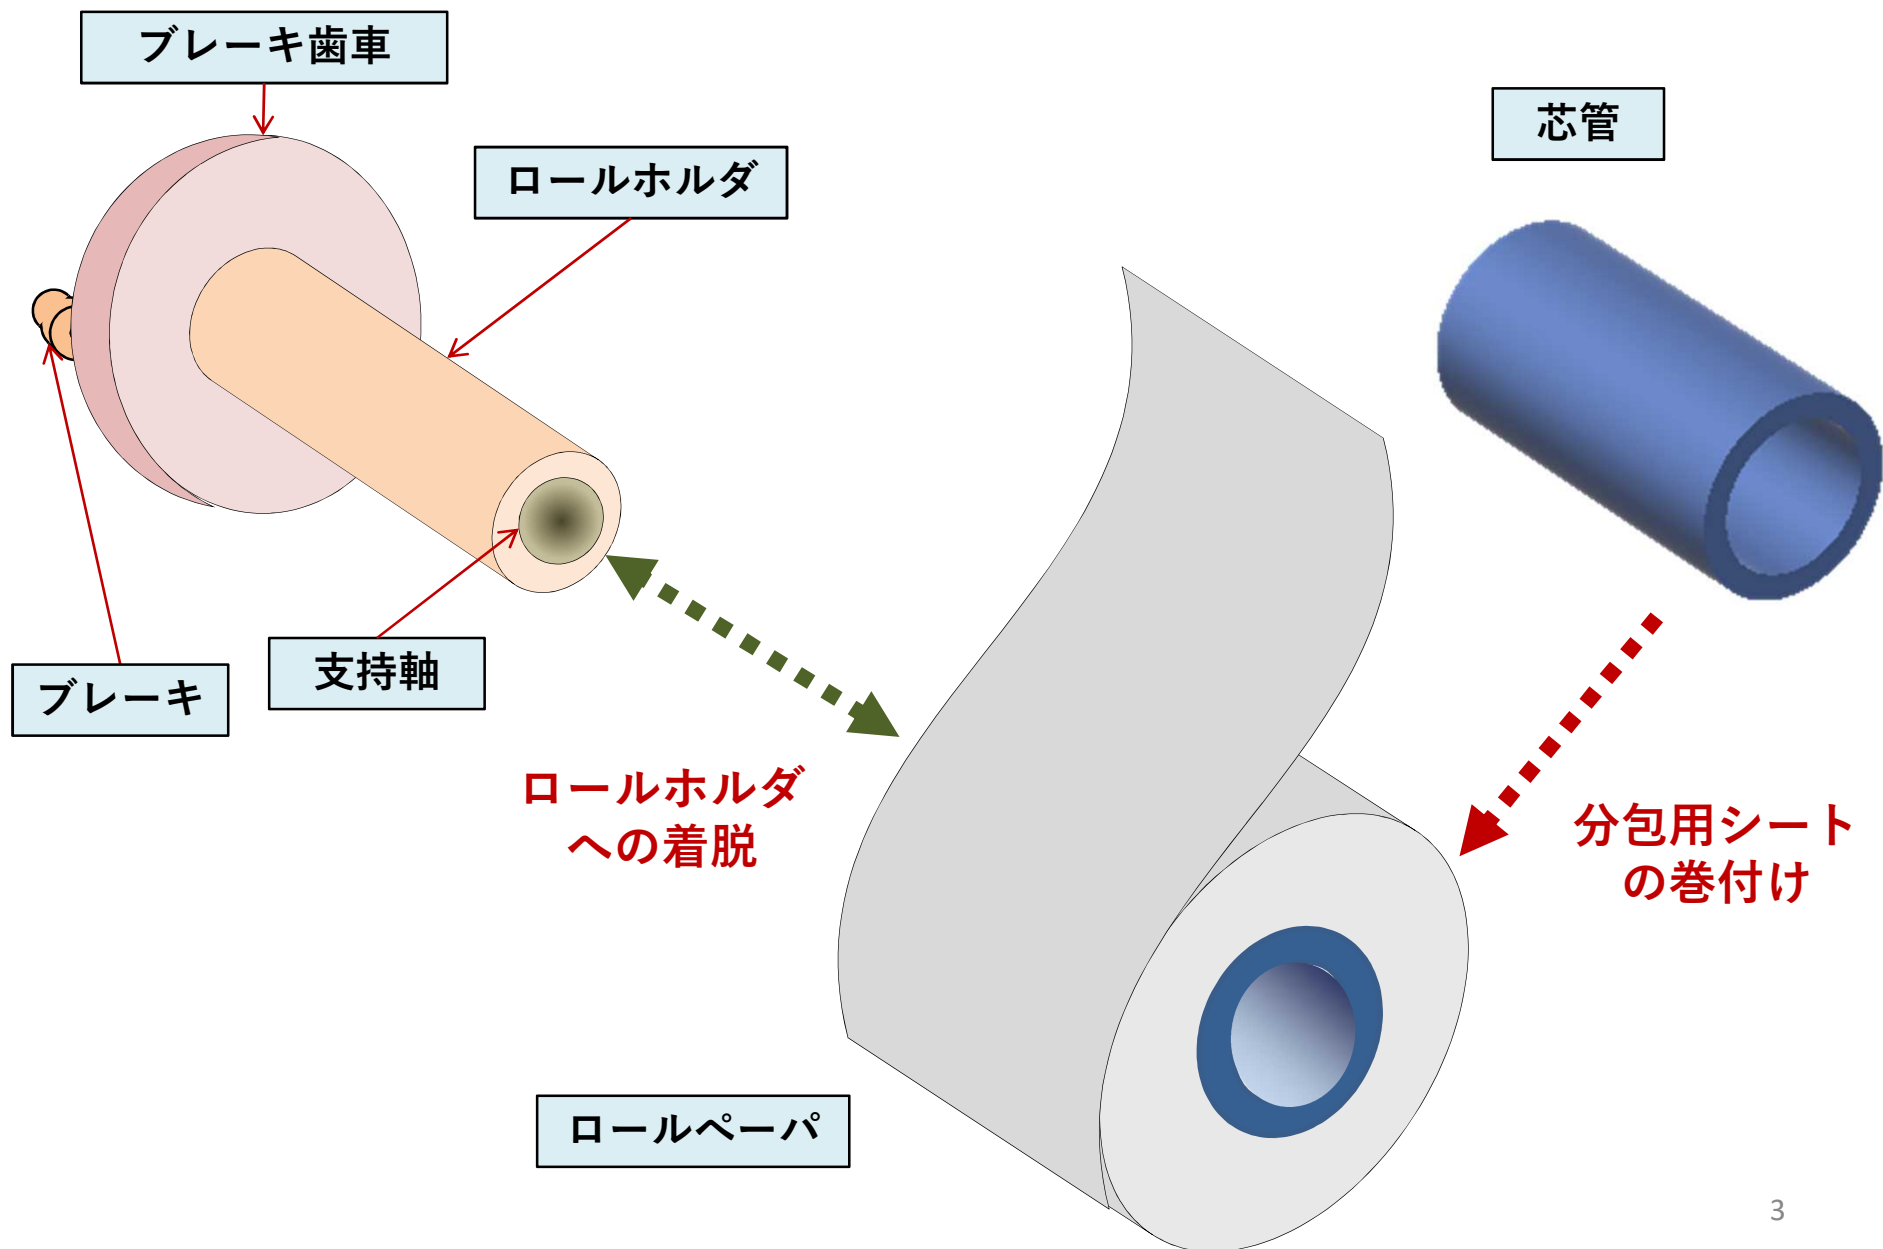 ブレーキ歯車
芯管
ロールホルダ
支持軸
ブレーキ
ロールホルダ
への着脱
分包用シート
の巻付け
ロールペーパ
3